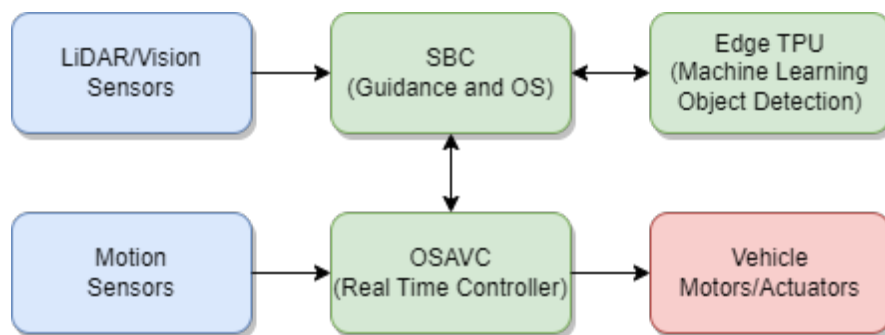 LiDAR/Vision
Sensors
SBC
(Guidance and OS)
Edge TPU
(Machine Learning
Object Detection)
Motion
Sensors
OSAVC
(Real Time Controller)
Vehicle
Motors/Actuators